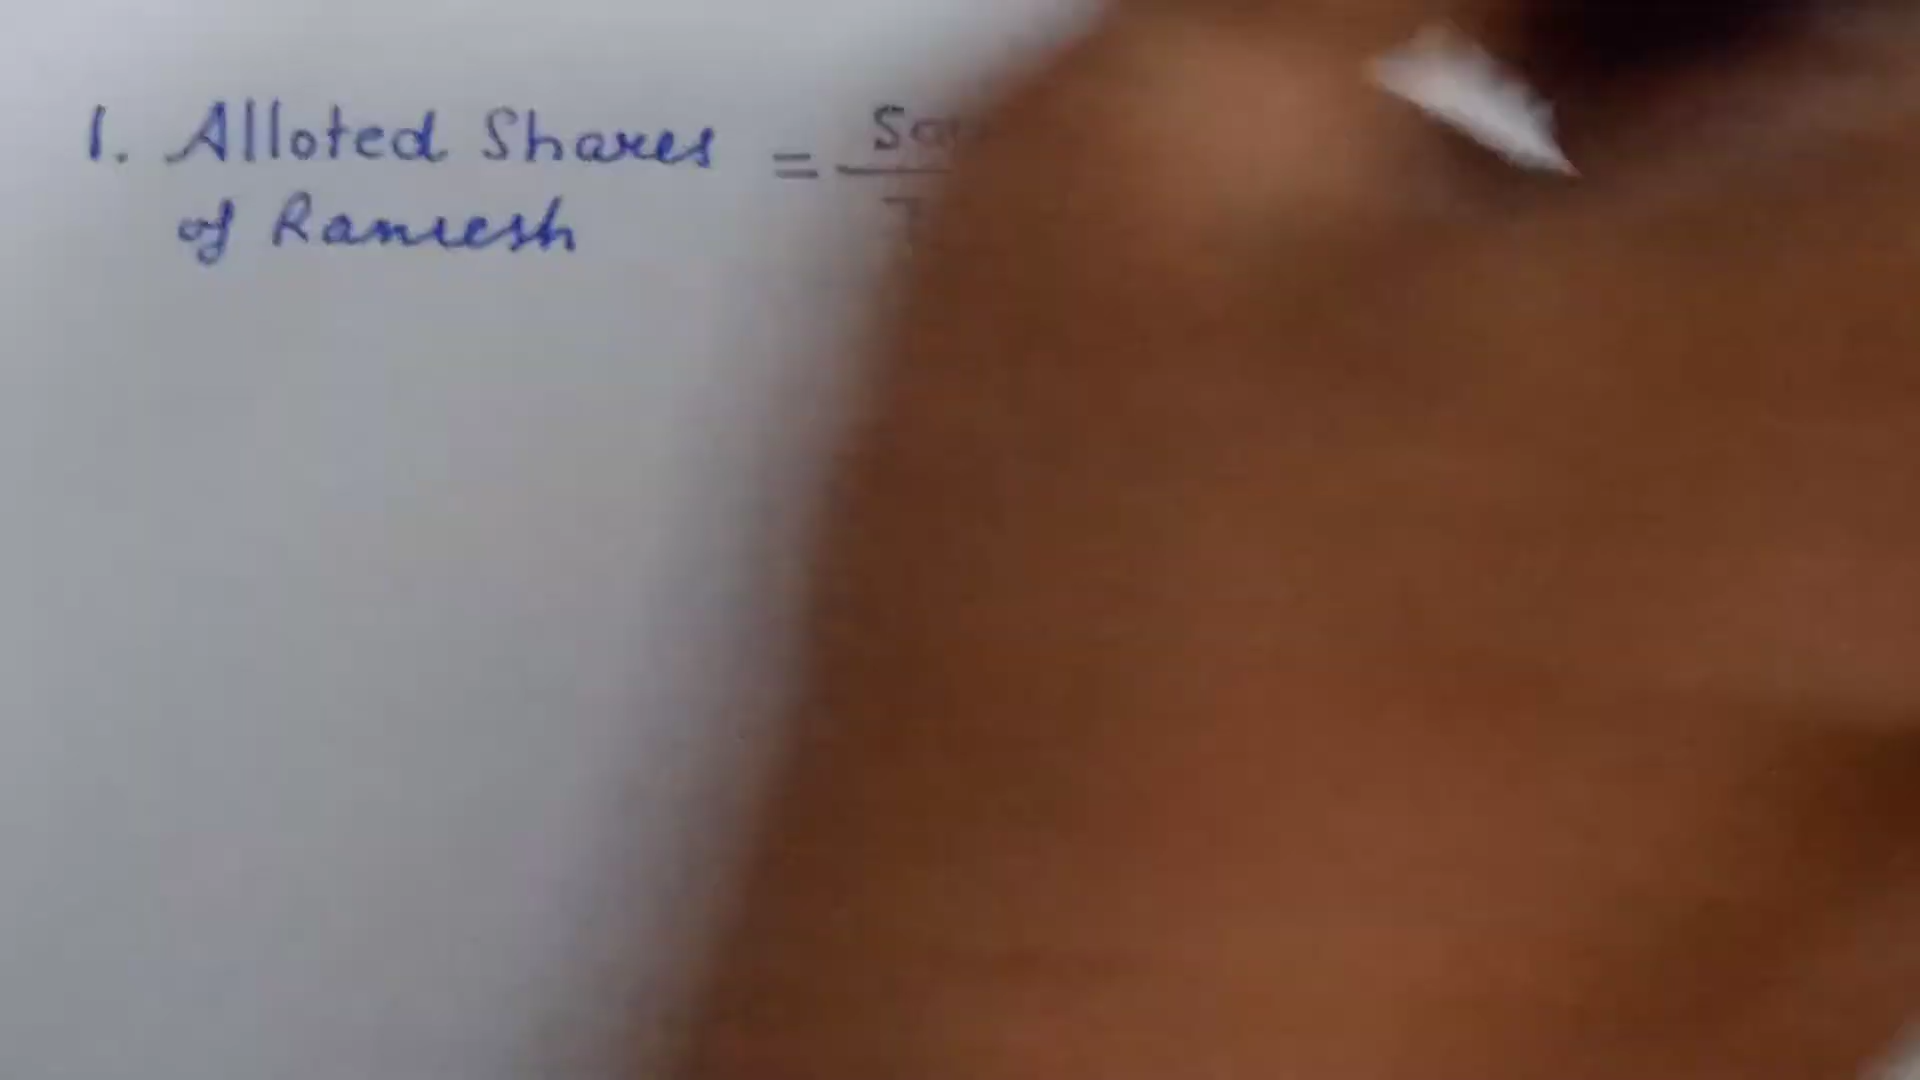 1. Alloted Shares =
of Ramesh